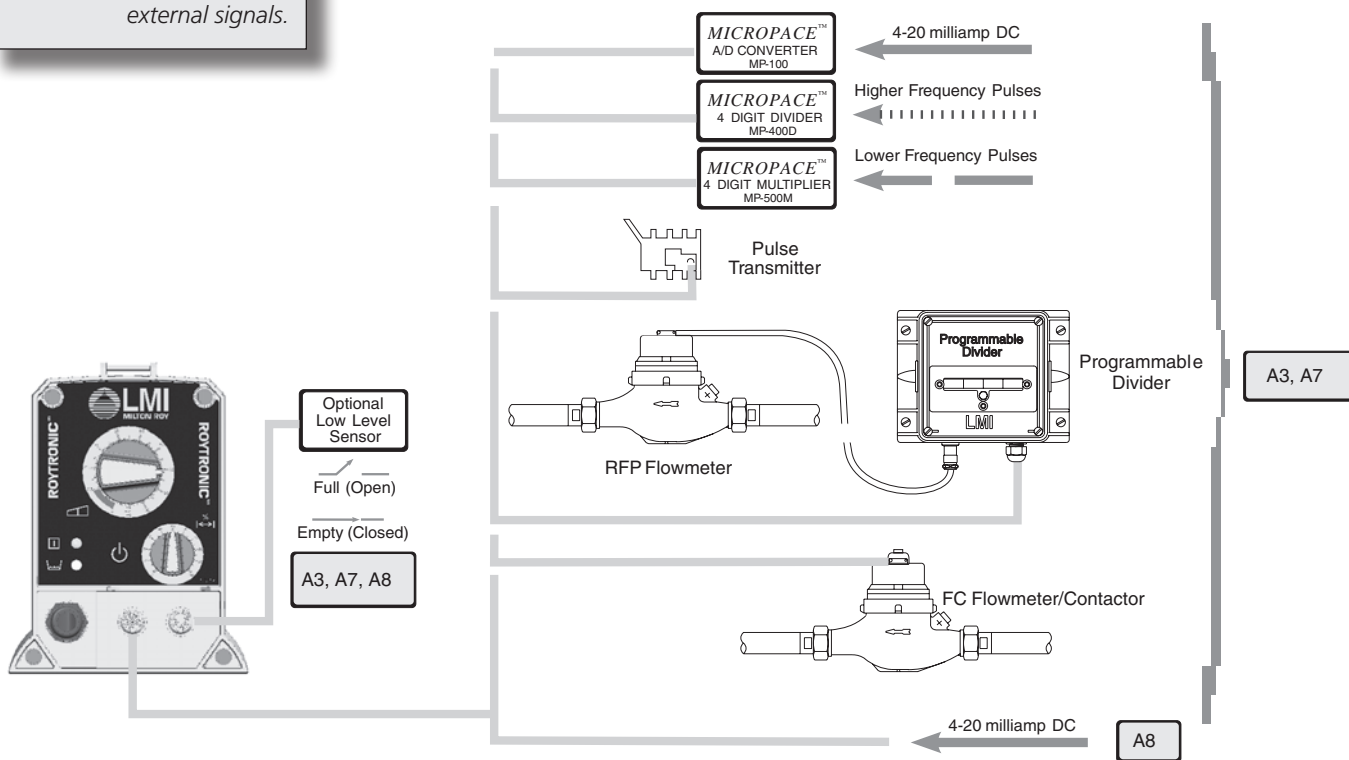 external signals.
MICROPACE™
A/D CONVERTER
MP-100
4-20 milliamp DC
MICROPACE™
4 DIGIT DIVIDER
MP-400D
Higher Frequency Pulses
MICROPACE™
4 DIGIT MULTIPLIER
MP-500M
Lower Frequency Pulses
Pulse
Transmitter
Programmable
Divider
LMI
Programmable
Divider
A3, A7
RFP Flowmeter
LMI
MILTON ROY
ROYTRONIC™
ROYTRONIC™
%
Optional
Low Level
Sensor
Full (Open)
Empty (Closed)
A3, A7, A8
FC Flowmeter/Contactor
4-20 milliamp DC
A8